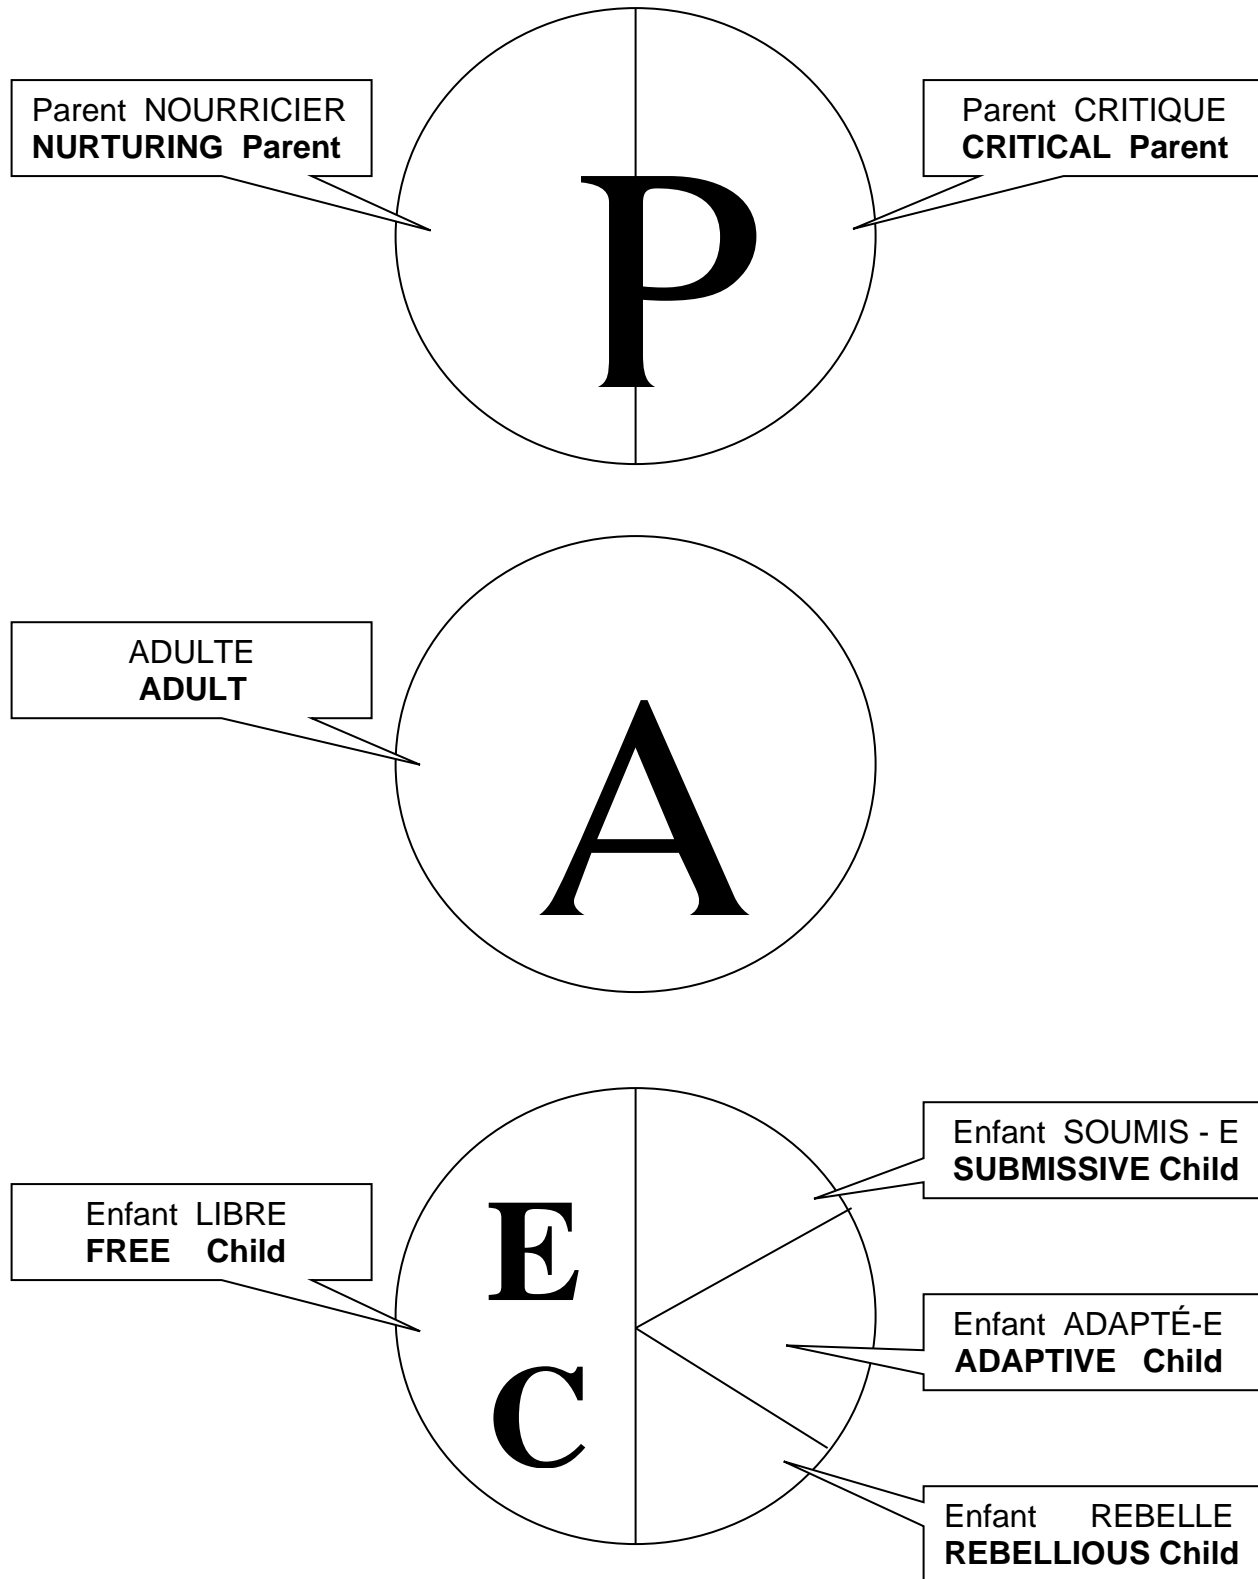 Parent NOURRICIER
NURTURING Parent
Parent CRITIQUE
CRITICAL Parent
P
ADULTE
ADULT
A
Enfant SOUMIS - E
SUBMISSIVE Child
Enfant LIBRE
FREE Child
E
C
Enfant ADAPTÉ-E
ADAPTIVE Child
Enfant REBELLE
REBELLIOUS Child